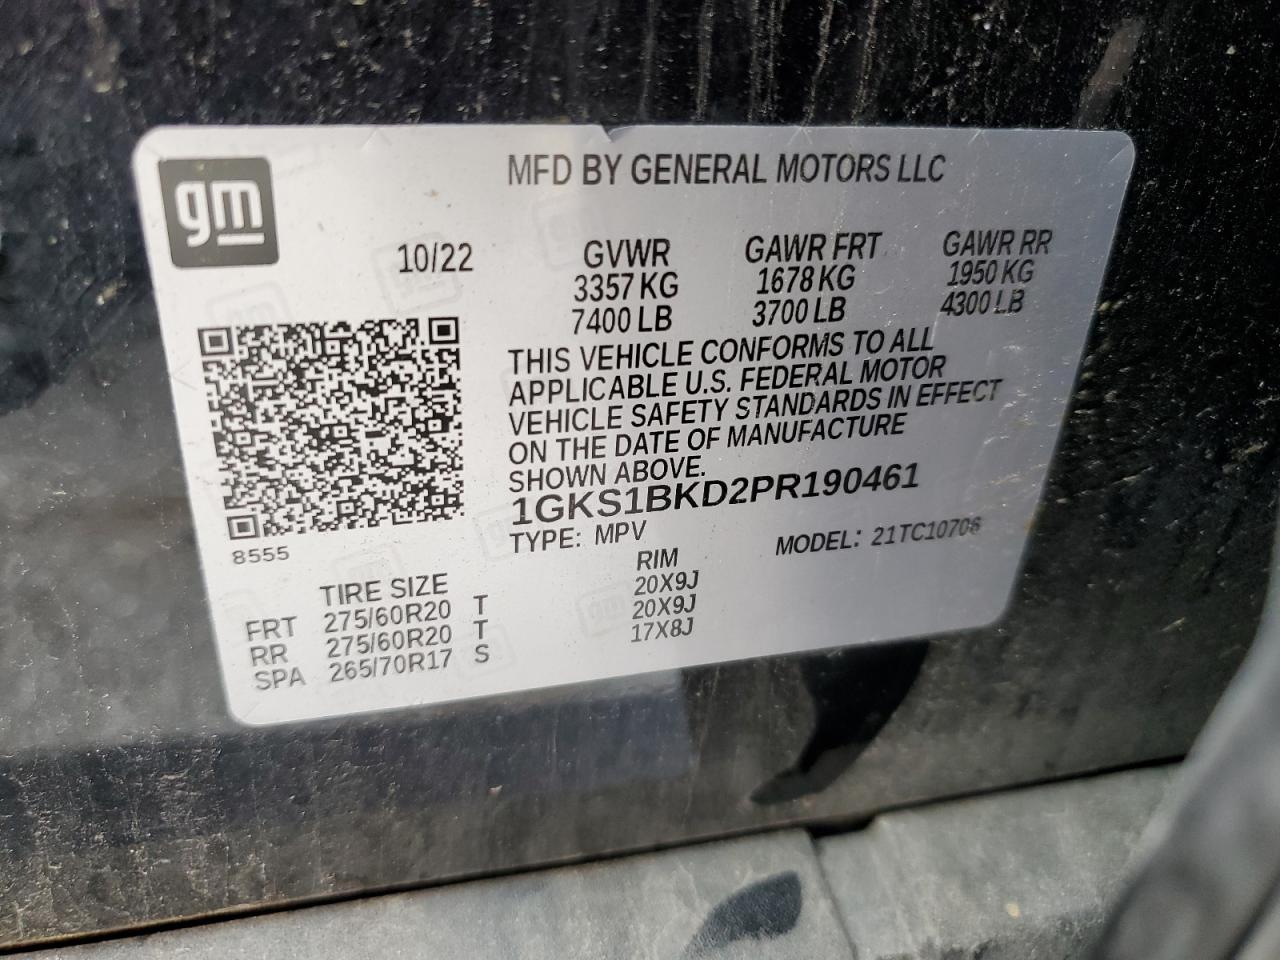 gm
MFD BY GENERAL MOTORS LLC
10/22
GVWR GAWR FRT GAWR RR
3357 KG 1678 KG 1950 KG
7400 LB 3700 LB 4300 LB
THIS VEHICLE CONFORMS TO ALL
APPLICABLE U.S. FEDERAL MOTOR
VEHICLE SAFETY STANDARDS IN EFFECT
ON THE DATE OF MANUFACTURE
SHOWN ABOVE.
1GKS1BKD2PR190461
TYPE: MPV MODEL: 21TC10706
8555
TIRE SIZE RIM
FRT 275/60R20 T 20X9J
RR 275/60R20 T 20X9J
SPA 265/70R17 S 17X8J